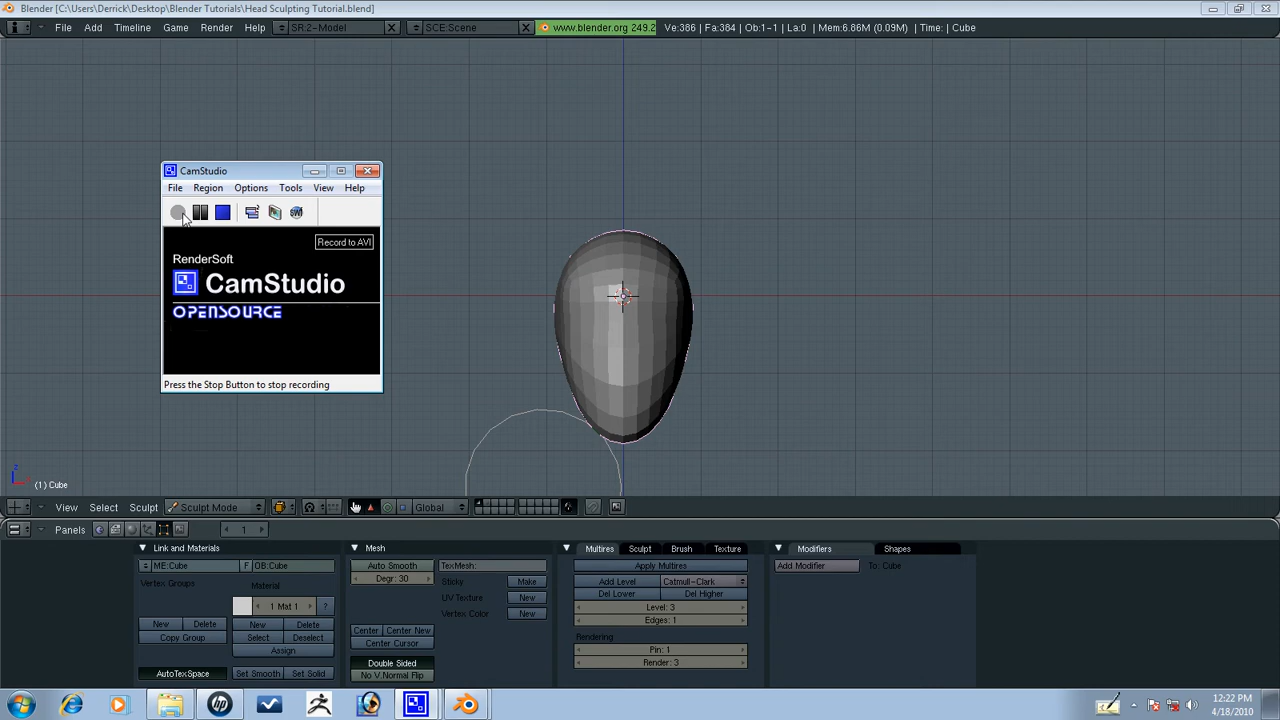 Blender [C:\Users\Derrick\Desktop\Blender Tutorials\Head Sculpting Tutorial.blend]
File Add Timeline Game Render Help SR:2-Model SCE:Scene www.blender.org 249.2 Ve:386 | Fa:384 | Ob:1-1 | La:0 | Mem:6.86M (0.09M) | Time: | Cube
CamStudio
File Region Options Tools View Help
Record to AVI
RenderSoft
CamStudio
OPENSOURCE
Press the Stop Button to stop recording
z
(1) Cube
View Select Sculpt Sculpt Mode Global
Panels 1
Link and Materials Mesh Multires Sculpt Brush Texture Modifiers Shapes
ME:Cube F OB:Cube Auto Smooth TexMesh: Apply Multires Add Modifier To: Cube
Vertex Groups Degr: 30 Sticky Make Add Level Catmull-Clark
Material Del Lower Del Higher
UV Texture New
1 Mat 1 ? Level: 3
Vertex Color New Edges: 1
New Delete New Delete Center Center New
Copy Group Select Deselect Center Cursor Rendering
Assign Pin: 1
Double Sided Render: 3
AutoTexSpace Set Smooth Set Solid No V.Normal Flip
12:22 PM
4/18/2010